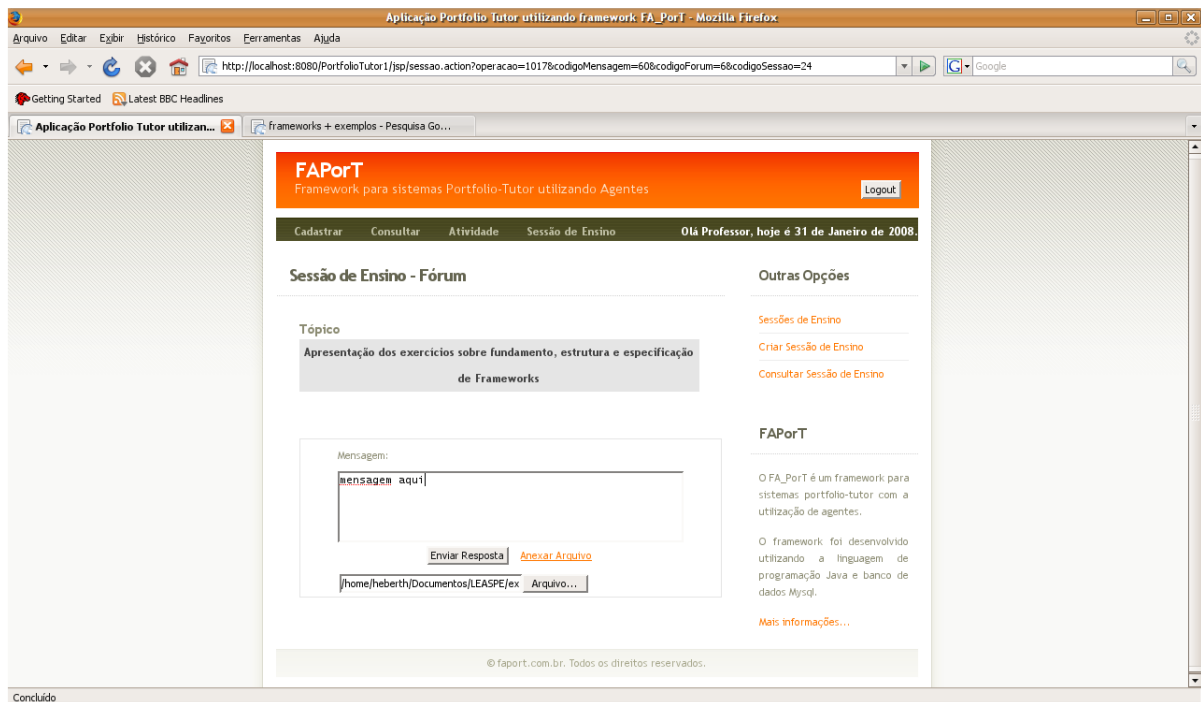 Aplicação Portfolio Tutor utilizando framework FA_PorT - Mozilla Firefox
Arquivo Editar Exibir Histórico Favoritos Ferramentas Ajuda
http://localhost:8080/PortfolioTutor1/jsp/sessao.action?operacao=1017&codigoMensagem=60&codigoForum=6&codigoSessao=24
G Google
Getting Started Latest BBC Headlines
Aplicação Portfolio Tutor utilizan... frameworks + exemplos - Pesquisa Go...
FAPorT
Framework para sistemas Portfolio-Tutor utilizando Agentes
Logout
Cadastrar Consultar Atividade Sessão de Ensino Olá Professor, hoje é 31 de Janeiro de 2008.
Sessão de Ensino - Fórum
Tópico
Apresentação dos exercícios sobre fundamento, estrutura e especificação
de Frameworks
Mensagem:
mensagem aqui
Enviar Resposta Anexar Arquivo
/home/heberth/Documentos/LEASPE/ex Arquivo...
Outras Opções
Sessões de Ensino
Criar Sessão de Ensino
Consultar Sessão de Ensino
FAPorT
O FA_PorT é um framework para
sistemas portfolio-tutor com a
utilização de agentes.
O framework foi desenvolvido
utilizando a linguagem de
programação Java e banco de
dados Mysql.
Mais informações...
© faport.com.br. Todos os direitos reservados.
Concluído